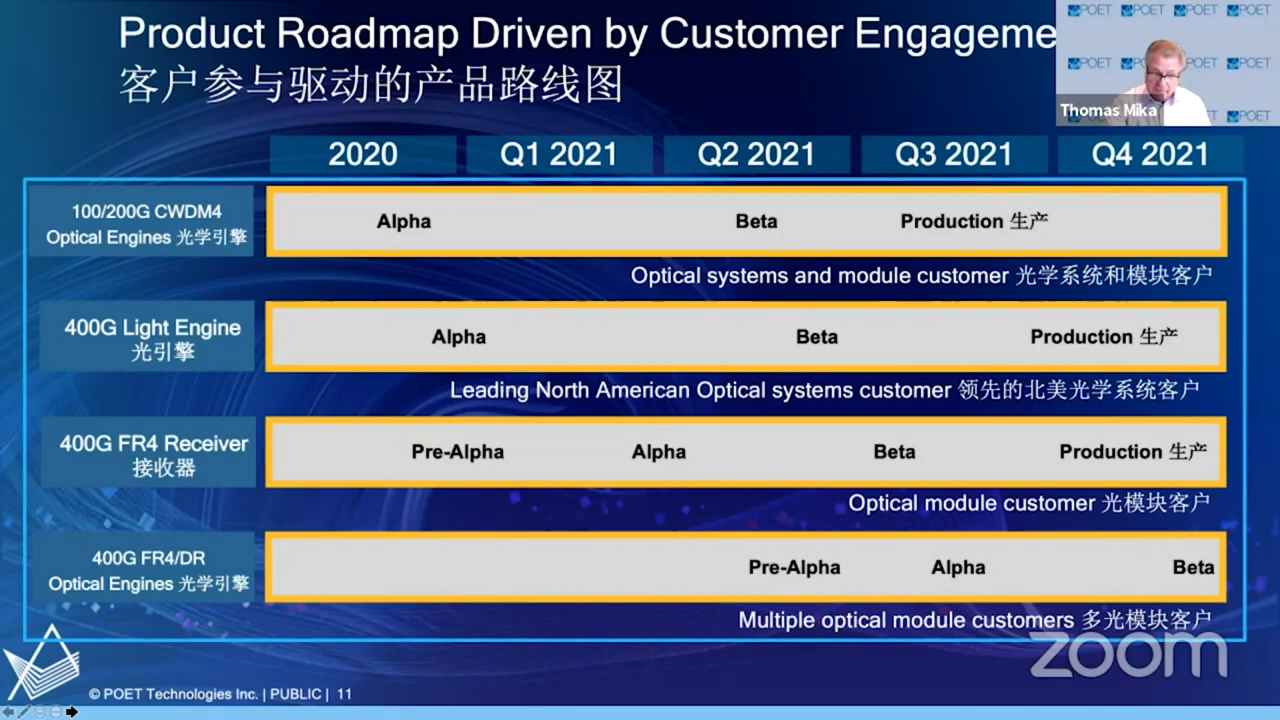 Product Roadmap Driven by Customer Engageme
客户参与驱动的产品路线图
POET POET POET POET
POET POET POET
POET
Thomas Mika
2020 Q1 2021 Q2 2021 Q3 2021 Q4 2021
100/200G CWDM4
Optical Engines 光学引擎
Alpha Beta Production 生产
Optical systems and module customer 光学系统和模块客户
400G Light Engine
光引擎
Alpha Beta Production 生产
Leading North American Optical systems customer 领先的北美光学系统客户
400G FR4 Receiver
接收器
Pre-Alpha Alpha Beta Production 生产
Optical module customer 光模块客户
400G FR4/DR
Optical Engines 光学引擎
Pre-Alpha Alpha Beta
Multiple optical module customers 多光模块客户
zoom
© POET Technologies Inc. | PUBLIC | 11